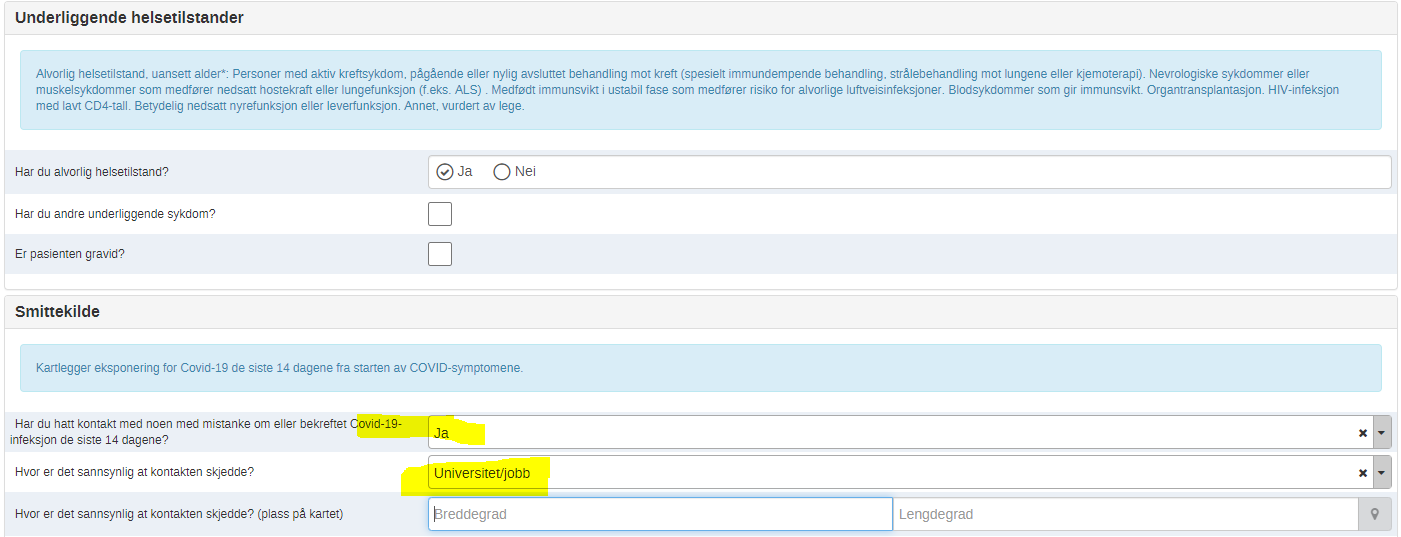 Underliggende helsetilstander
Alvorlig helsetilstand, uansett alder*: Personer med aktiv kreftsykdom, pågående eller nylig avsluttet behandling mot kreft (spesielt immundempende behandling, strålebehandling mot lungene eller kjemoterapi). Nevrologiske sykdommer eller
muskelsykdommer som medfører nedsatt hostekraft eller lungefunksjon (f.eks. ALS) . Medfødt immunsvikt i ustabil fase som medfører risiko for alvorlige luftveisinfeksjoner. Blodsykdommer som gir immunsvikt. Organtransplantasjon. HIV-infeksjon
med lavt CD4-tall. Betydelig nedsatt nyrefunksjon eller leverfunksjon. Annet, vurdert av lege.
Har du alvorlig helsetilstand? Ja Nei
Har du andre underliggende sykdom?
Er pasienten gravid?
Smittekilde
Kartlegger eksponering for Covid-19 de siste 14 dagene fra starten av COVID-symptomene.
Har du hatt kontakt med noen med mistanke om eller bekreftet Covid-19-
infeksjon de siste 14 dagene?
Ja
Hvor er det sannsynlig at kontakten skjedde? Universitet/jobb
Hvor er det sannsynlig at kontakten skjedde? (plass på kartet) Breddegrad Lengdegrad